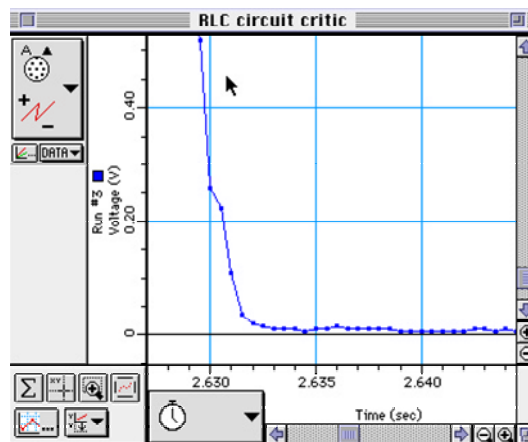 RLC circuit critic
A
DATA
Run #3
Voltage (V)
0.40
0.20
0
Σ
XY
2.630 2.635 2.640
Time (sec)